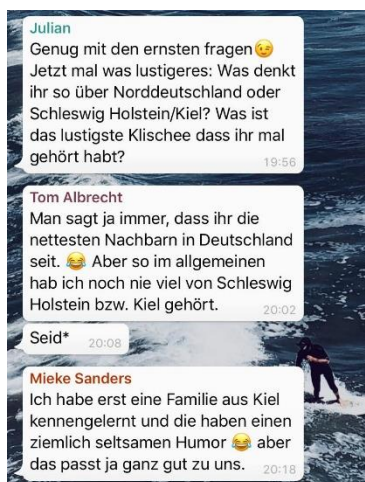 Julian
Genug mit den ernsten fragen😉
Jetzt mal was lustigeres: Was denkt
ihr so über Norddeutschland oder
Schleswig Holstein/Kiel? Was ist
das lustigste Klischee dass ihr mal
gehört habt?
19:56
Tom Albrecht
Man sagt ja immer, dass ihr die
nettesten Nachbarn in Deutschland
seit. 😂 Aber so im allgemeinen
hab ich noch nie viel von Schleswig
Holstein bzw. Kiel gehört.
20:02
Seid* 20:08
Mieke Sanders
Ich habe erst eine Familie aus Kiel
kennengelernt und die haben einen
ziemlich seltsamen Humor 😂 aber
das passt ja ganz gut zu uns. 20:18